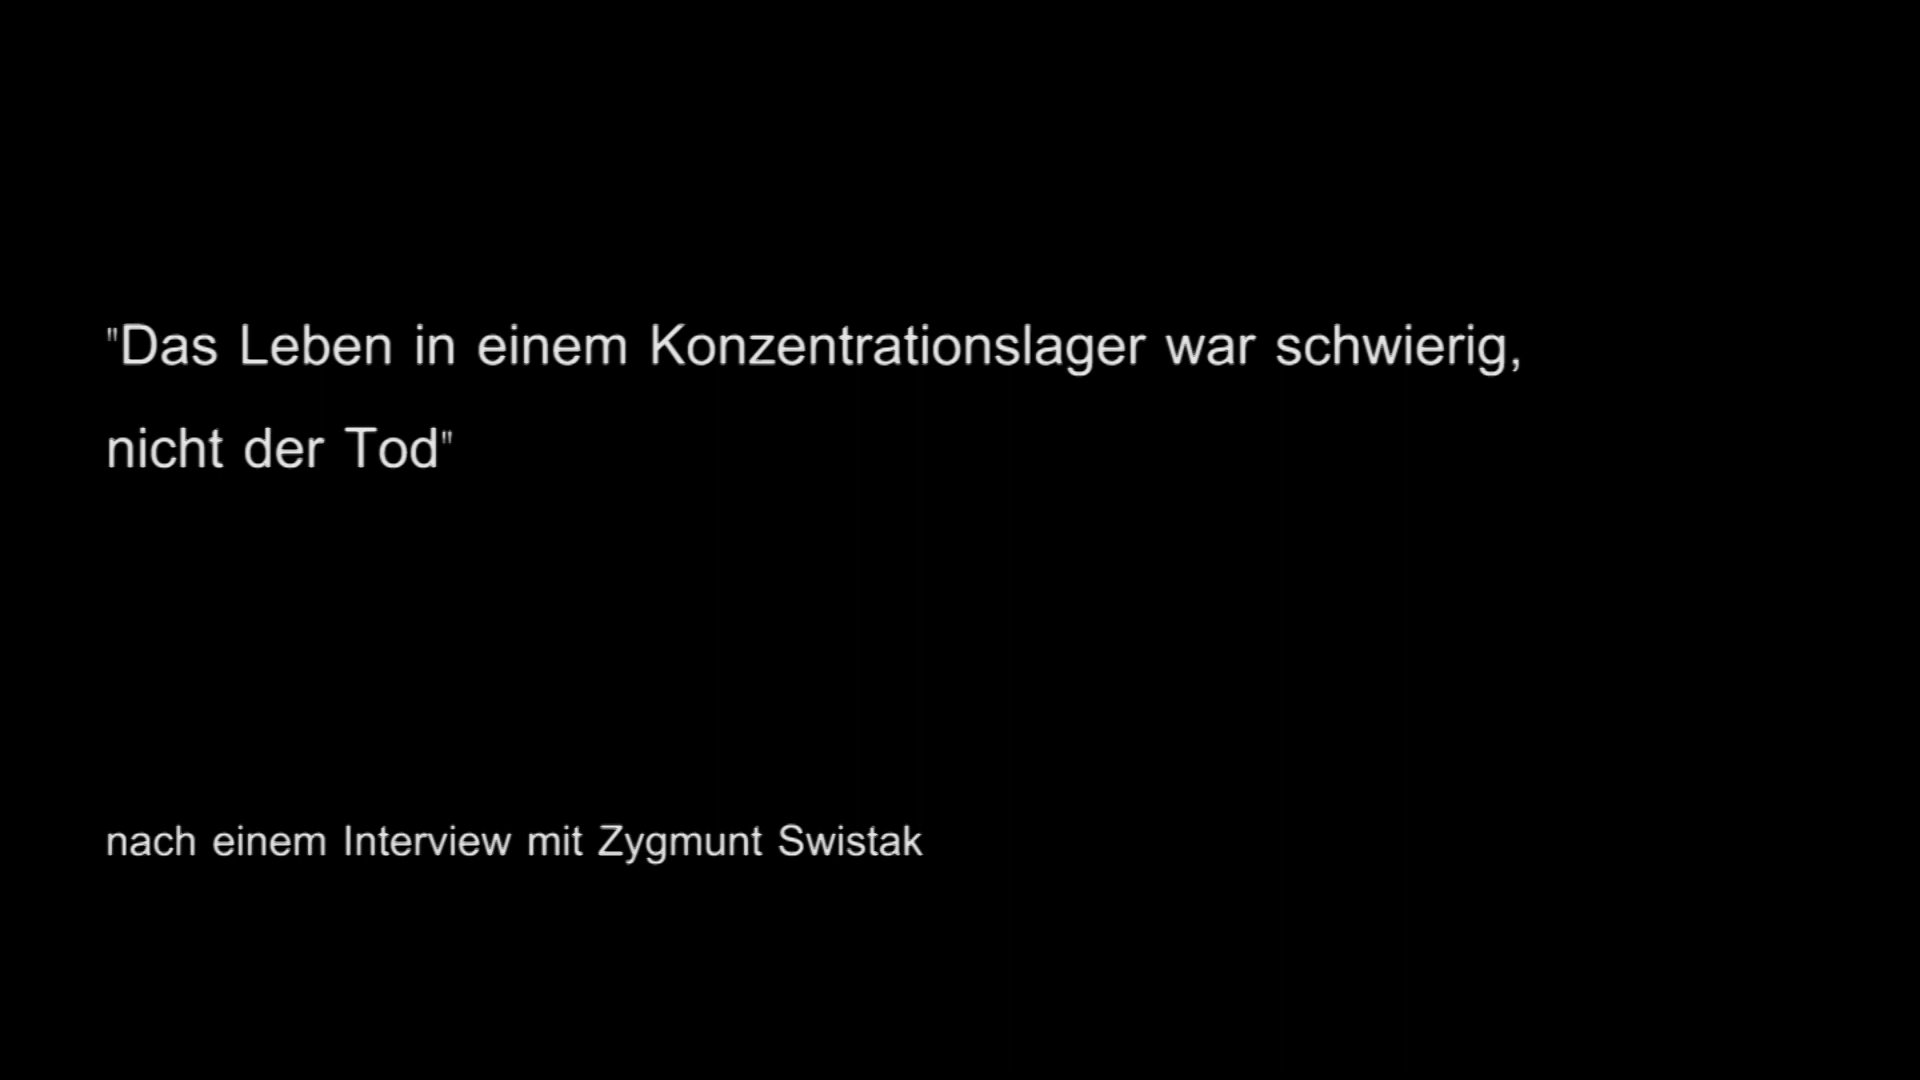 "Das Leben in einem Konzentrationslager war schwierig,
nicht der Tod"
nach einem Interview mit Zygmunt Swistak